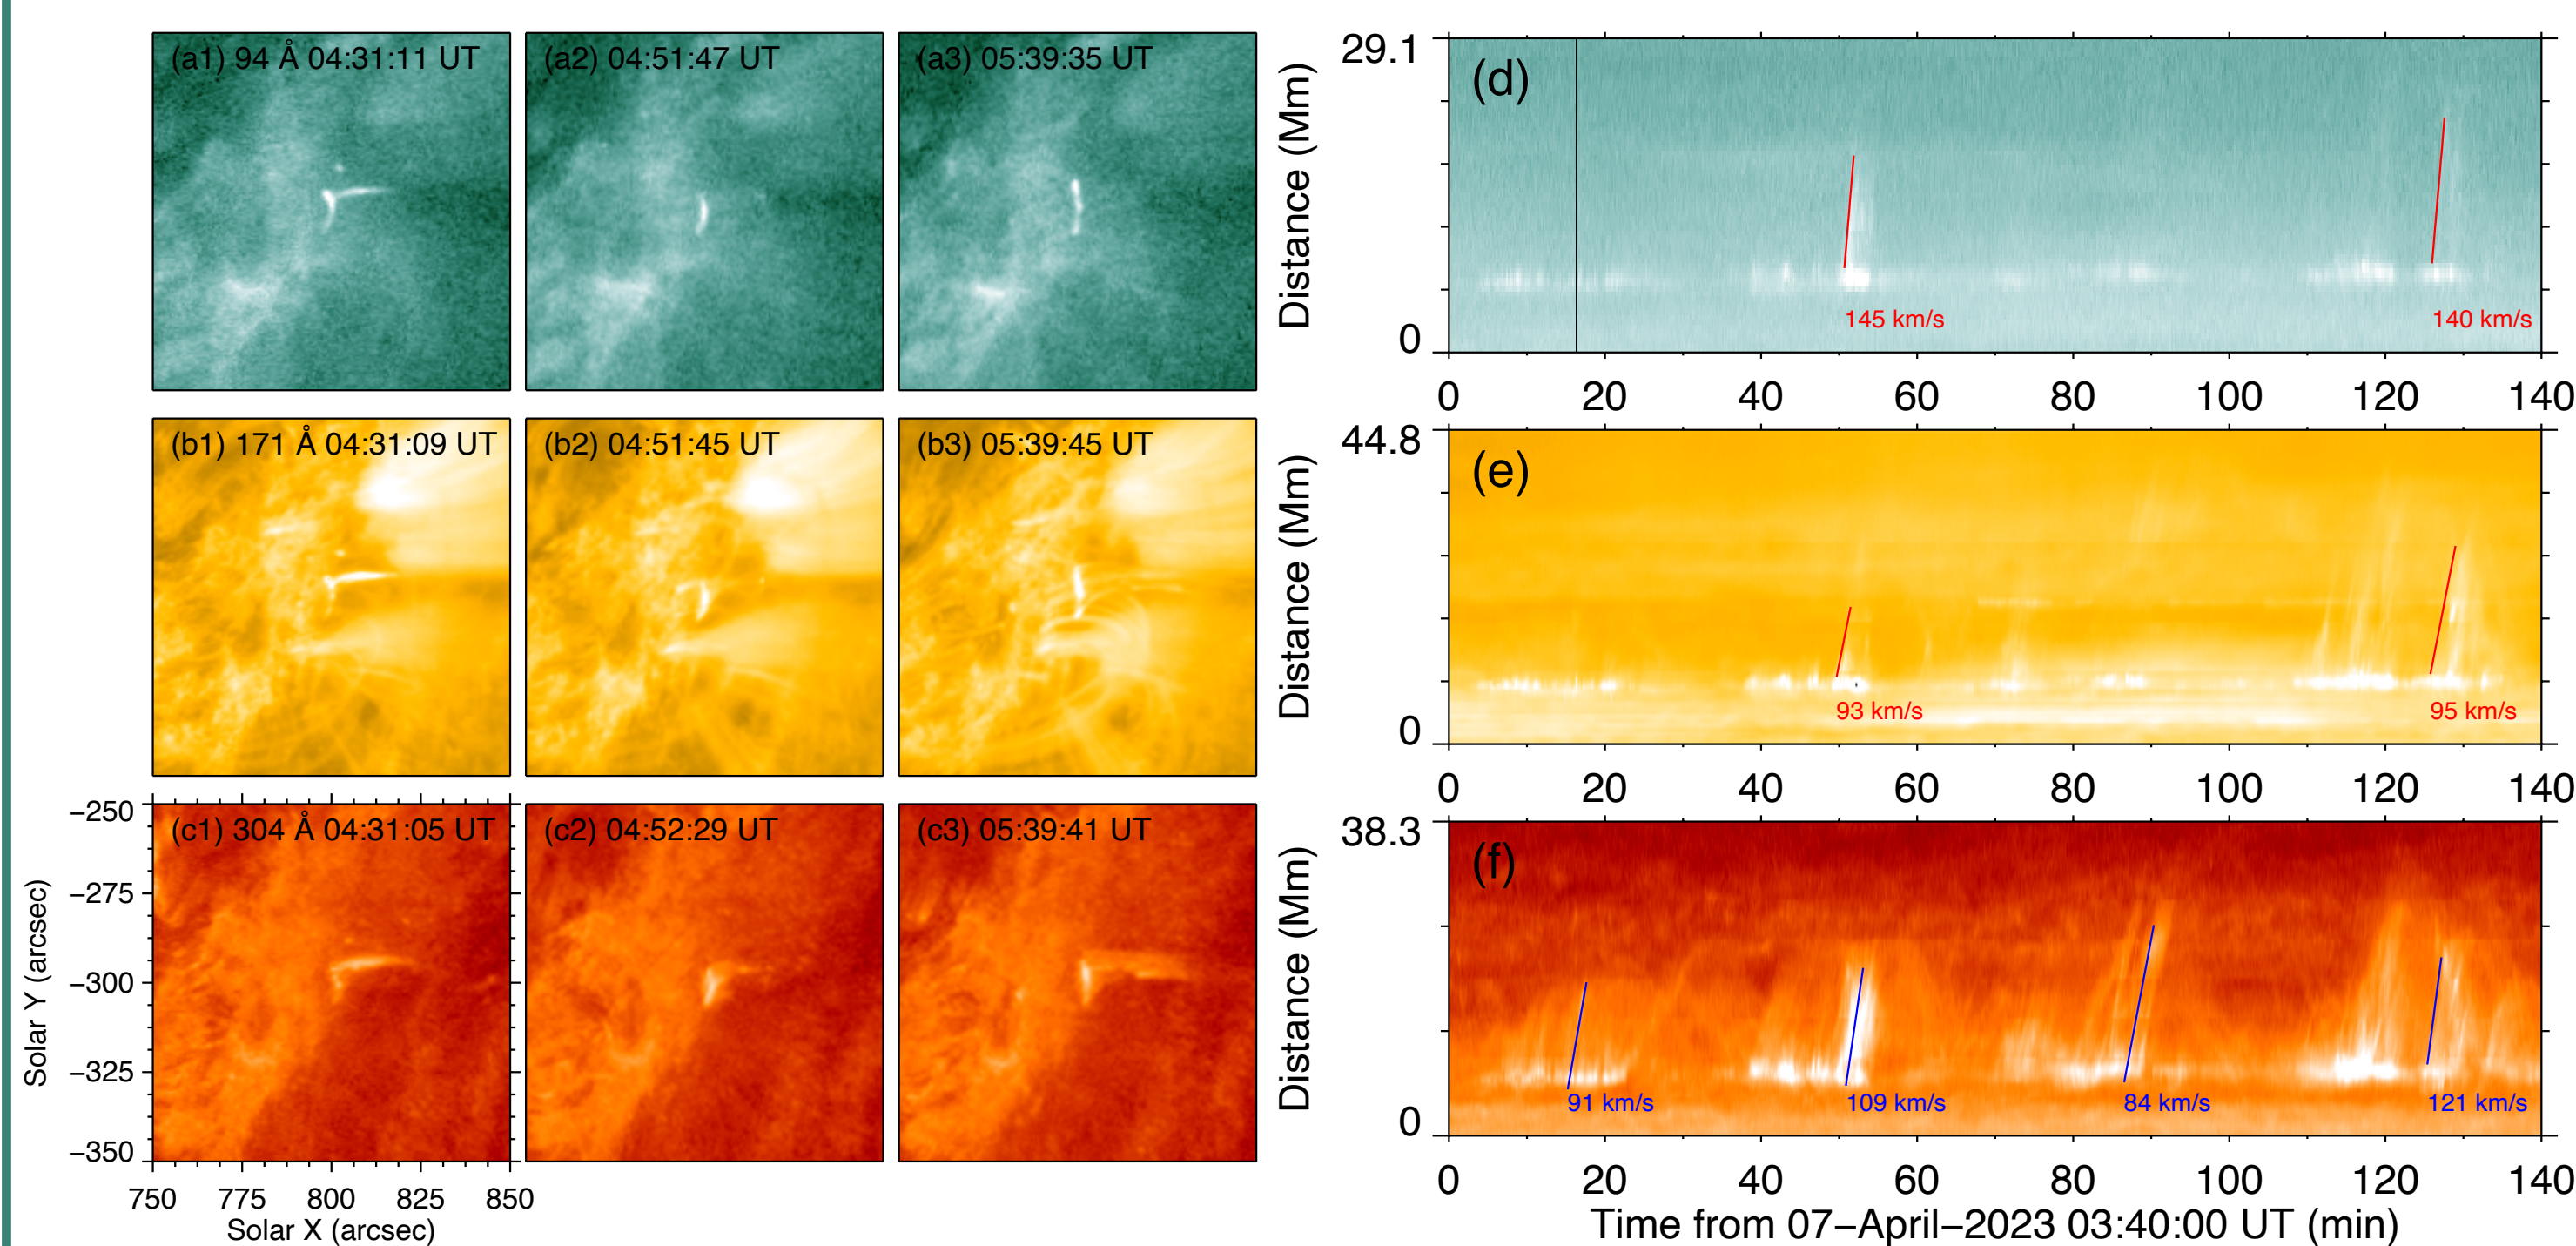 (a1) 94 Å 04:31:11 UT
(a2) 04:51:47 UT
(a3) 05:39:35 UT
(b1) 171 Å 04:31:09 UT
(b2) 04:51:45 UT
(b3) 05:39:45 UT
(c1) 304 Å 04:31:05 UT
(c2) 04:52:29 UT
(c3) 05:39:41 UT
−250
−275
−300
−325
−350
Solar Y (arcsec)
750 775 800 825 850
Solar X (arcsec)
29.1
(d)
Distance (Mm)
145 km/s
140 km/s
0
0 20 40 60 80 100 120 140
44.8
(e)
Distance (Mm)
93 km/s
95 km/s
0
0 20 40 60 80 100 120 140
38.3
(f)
Distance (Mm)
91 km/s
109 km/s
84 km/s
121 km/s
0
0 20 40 60 80 100 120 140
Time from 07−April−2023 03:40:00 UT (min)